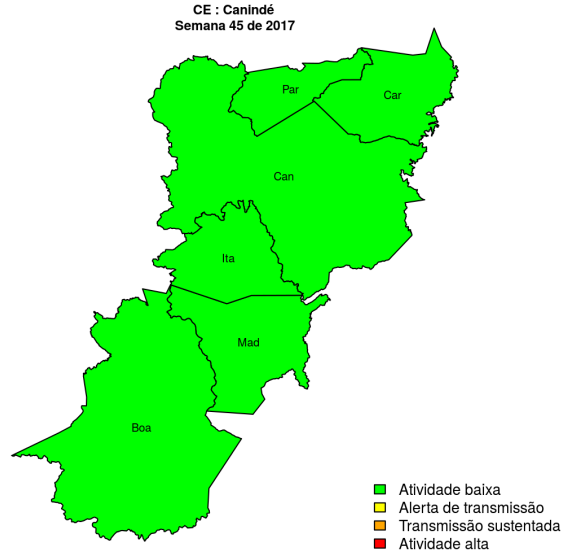 CE : Canindé
Semana 45 de 2017
Par
Car
Can
Ita
Mad
Boa
Atividade baixa
Alerta de transmissão
Transmissão sustentada
Atividade alta